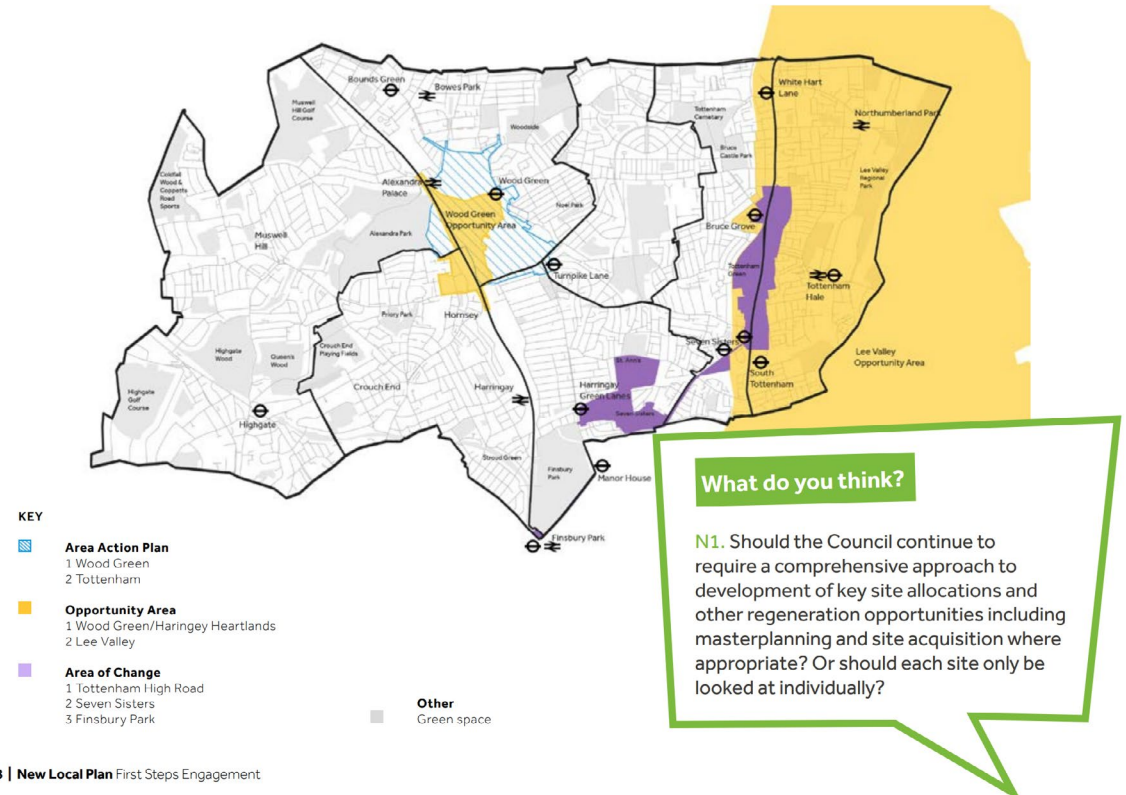 White Hart
Lane
Bounds Green
Bowes Park
Muswell
Hill Golf
Course
Tottenham
Cemetery
Northumberland Park
Woodside
Bruce
Castle Park
Coldfall
Wood &
Coppetts
Road
Sports
Lee Valley
Regional
Park
Alexandra
Palace
Wood Green
Noel Park
Wood Green
Opportunity Area
Bruce Grove
Muswell
Hill
Alexandra Park
Tottenham
Green
Turnpike Lane
Tottenham
Hale
Priory Park
Hornsey
Seven Sisters
Crouch End
Playing Fields
Highgate
Wood
Queen's
Wood
Lee Valley
Opportunity Area
St. Ann's
South
Tottenham
Crouch End
Harringay
Harringay
Green Lanes
Highgate
Golf
Course
Seven Sisters
Highgate
Stroud Green
Finsbury
Park
Manor House
Finsbury Park
KEY
Area Action Plan
1 Wood Green
2 Tottenham
Opportunity Area
1 Wood Green/Haringey Heartlands
2 Lee Valley
Area of Change
1 Tottenham High Road
2 Seven Sisters
3 Finsbury Park
Other
Green space
What do you think?
N1. Should the Council continue to
require a comprehensive approach to
development of key site allocations and
other regeneration opportunities including
masterplanning and site acquisition where
appropriate? Or should each site only be
looked at individually?
8 | New Local Plan First Steps Engagement